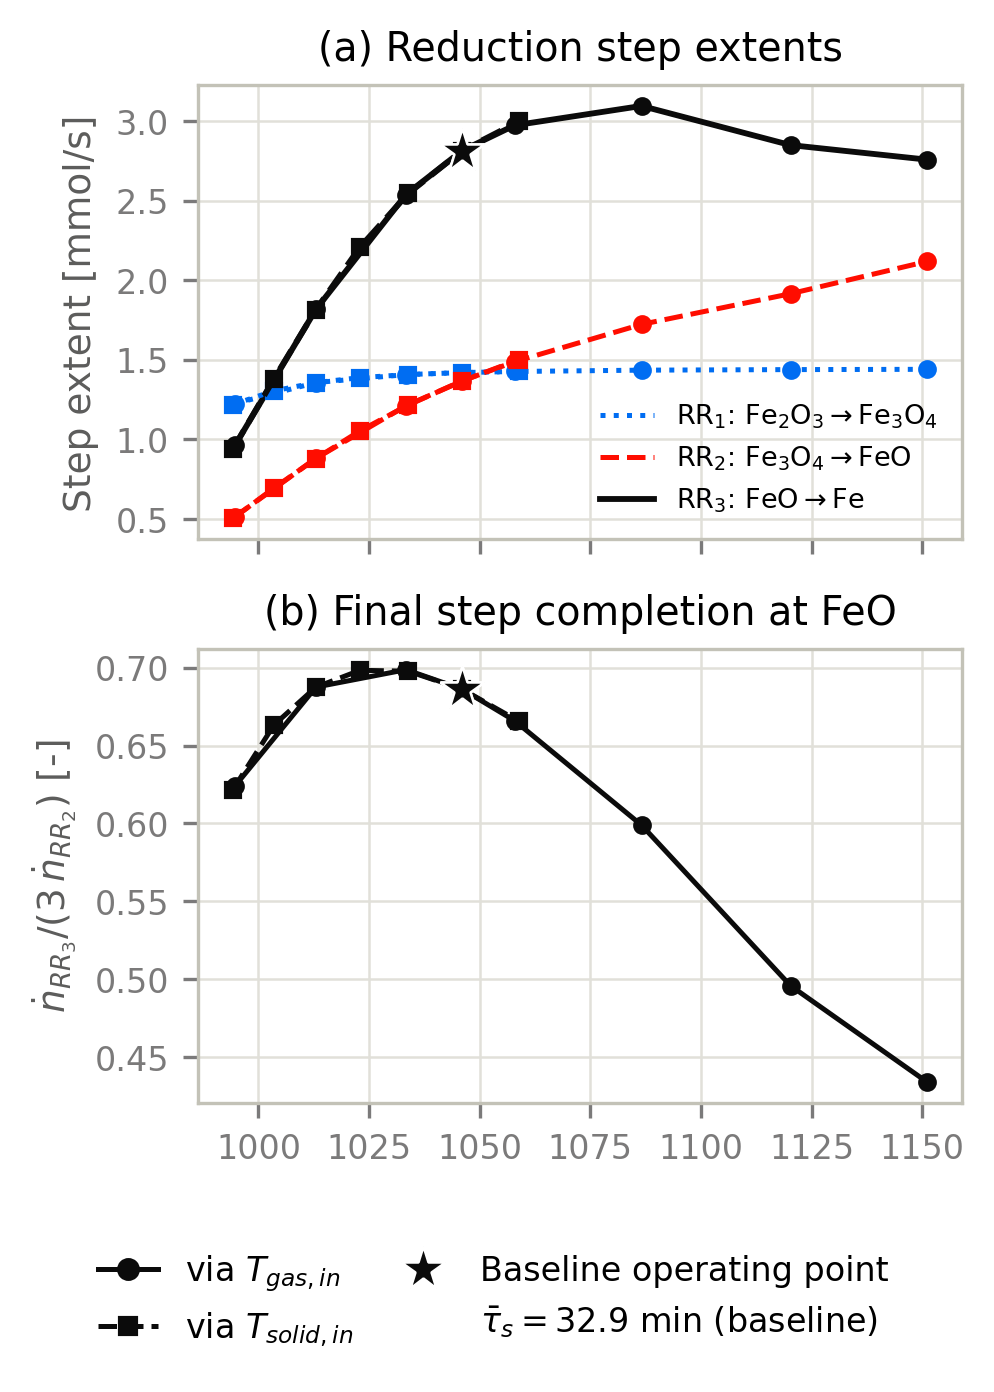 (a) Reduction step extents
Step extent [mmol/s]
3.0
2.5
2.0
1.5
1.0
0.5
RR₁: Fe₂O₃→Fe₃O₄
RR₂: Fe₃O₄→FeO
RR₃: FeO→Fe
(b) Final step completion at FeO
ṅ_RR₃/(3 ṅ_RR₂) [-]
0.70
0.65
0.60
0.55
0.50
0.45
1000 1025 1050 1075 1100 1125 1150
via T_gas,in
via T_solid,in
Baseline operating point
τ̄ₛ = 32.9 min (baseline)